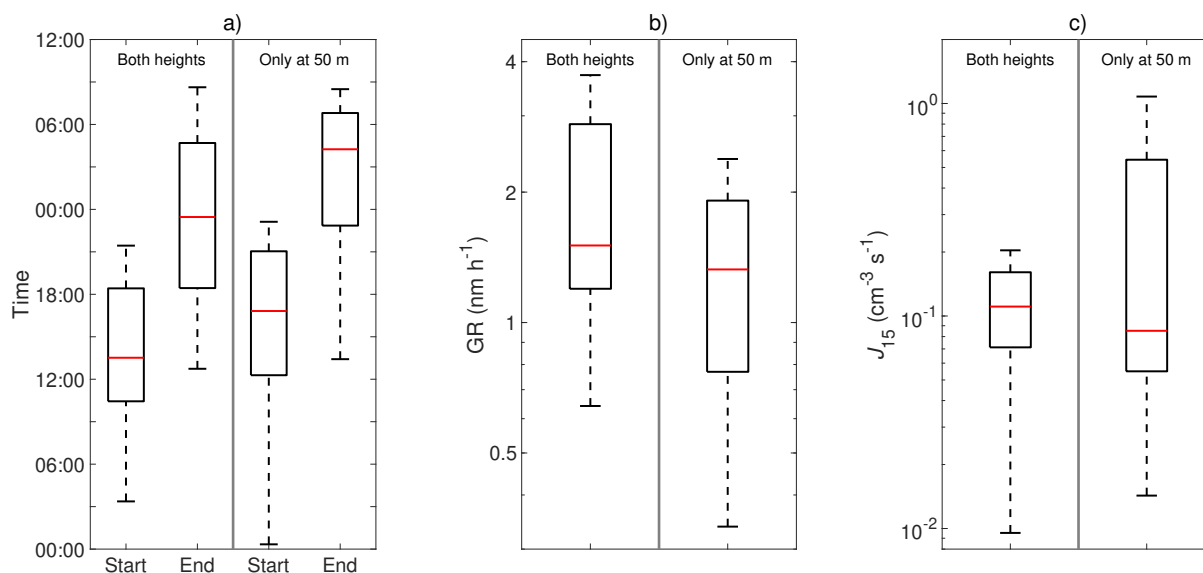 a)
Both heights
Only at 50 m
12:00
06:00
00:00
18:00
12:00
06:00
00:00
Time
Start
End
Start
End
b)
Both heights
Only at 50 m
4
2
1
0.5
GR (nm h⁻¹)
c)
Both heights
Only at 50 m
10⁰
10⁻¹
10⁻²
J₁₅ (cm⁻³ s⁻¹)